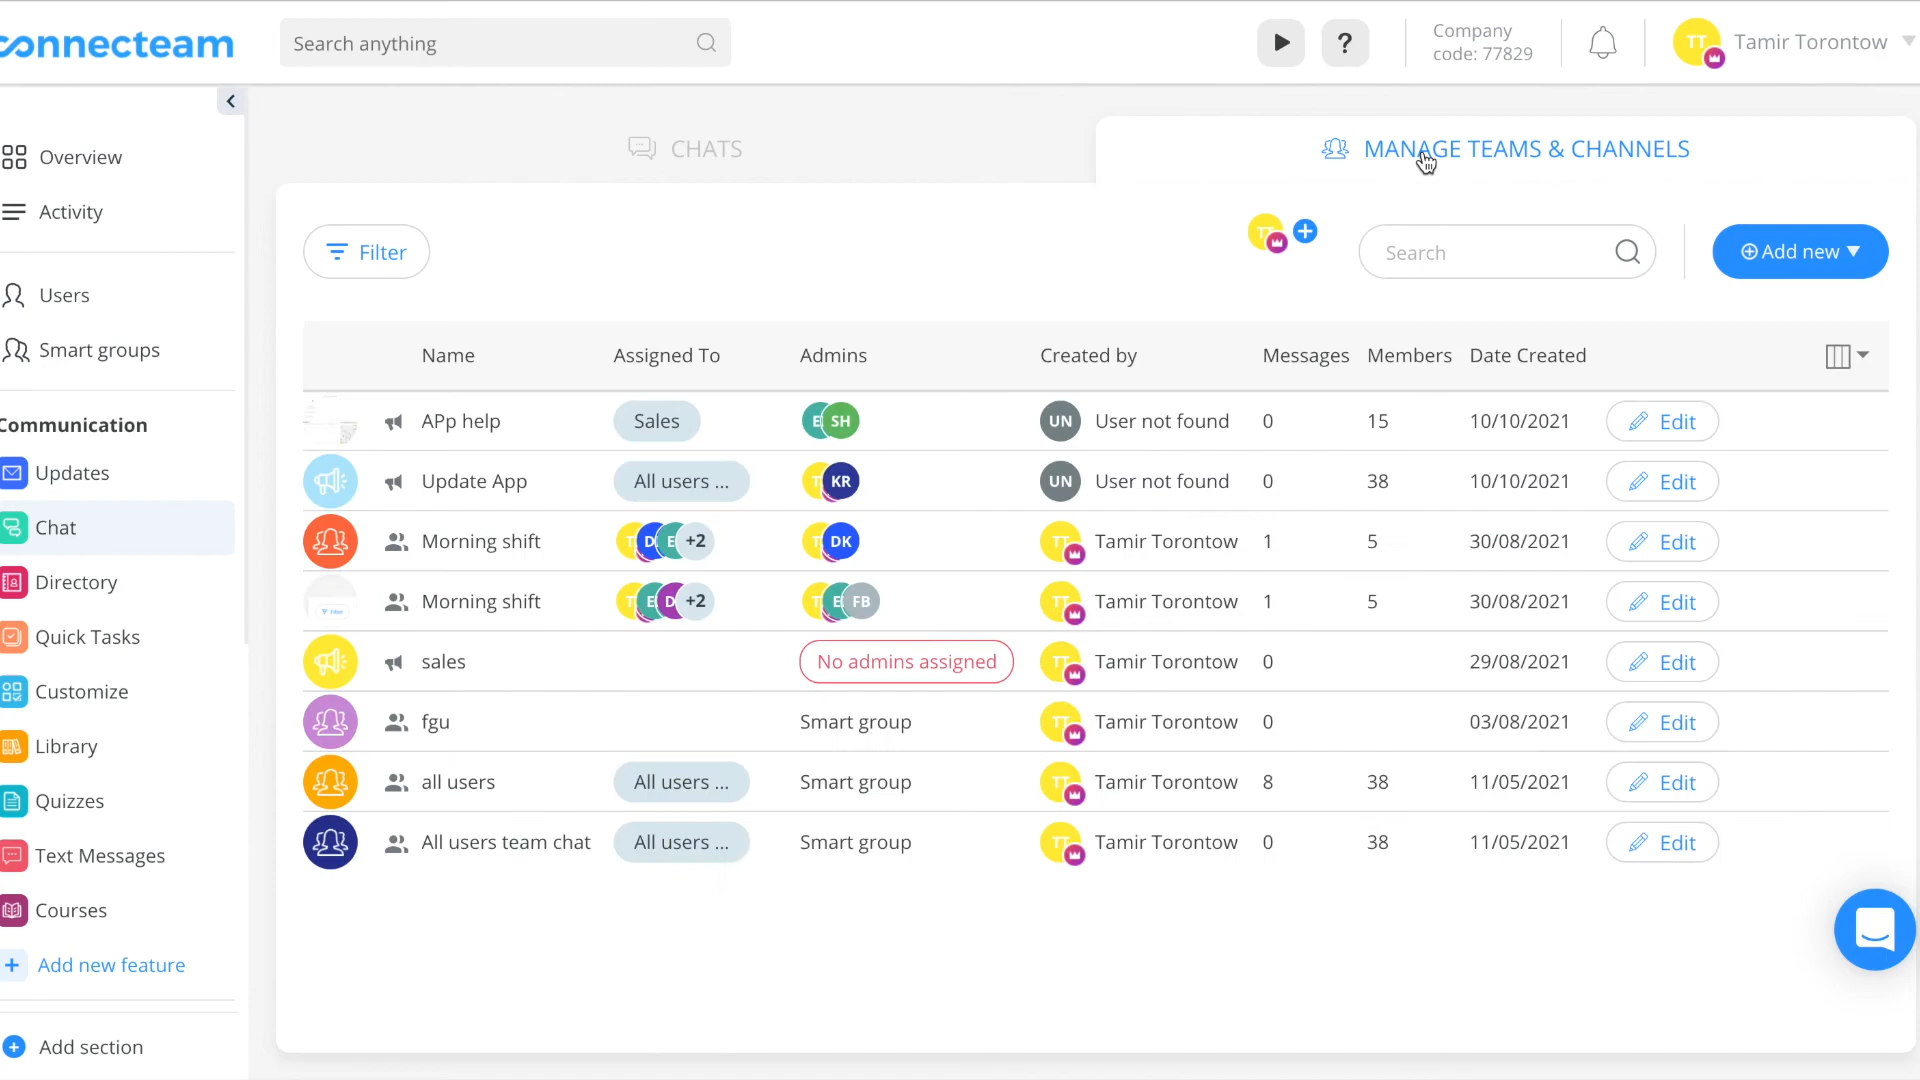 connecteam
Search anything
?
Company
code: 77829
TT
Tamir Torontow
Overview
Activity
Users
Smart groups
Communication
Updates
Chat
Directory
Quick Tasks
Customize
Library
Quizzes
Text Messages
Courses
Add new feature
Add section
CHATS
MANAGE TEAMS & CHANNELS
Filter
Search
Add new
Name Assigned To Admins Created by Messages Members Date Created
APp help Sales E SH UN User not found 0 15 10/10/2021 Edit
Update App All users ... T KR UN User not found 0 38 10/10/2021 Edit
Morning shift T D E +2 T DK TT Tamir Torontow 1 5 30/08/2021 Edit
Morning shift T E D +2 T E FB TT Tamir Torontow 1 5 30/08/2021 Edit
sales No admins assigned TT Tamir Torontow 0 29/08/2021 Edit
fgu Smart group TT Tamir Torontow 0 03/08/2021 Edit
all users All users ... Smart group TT Tamir Torontow 8 38 11/05/2021 Edit
All users team chat All users ... Smart group TT Tamir Torontow 0 38 11/05/2021 Edit